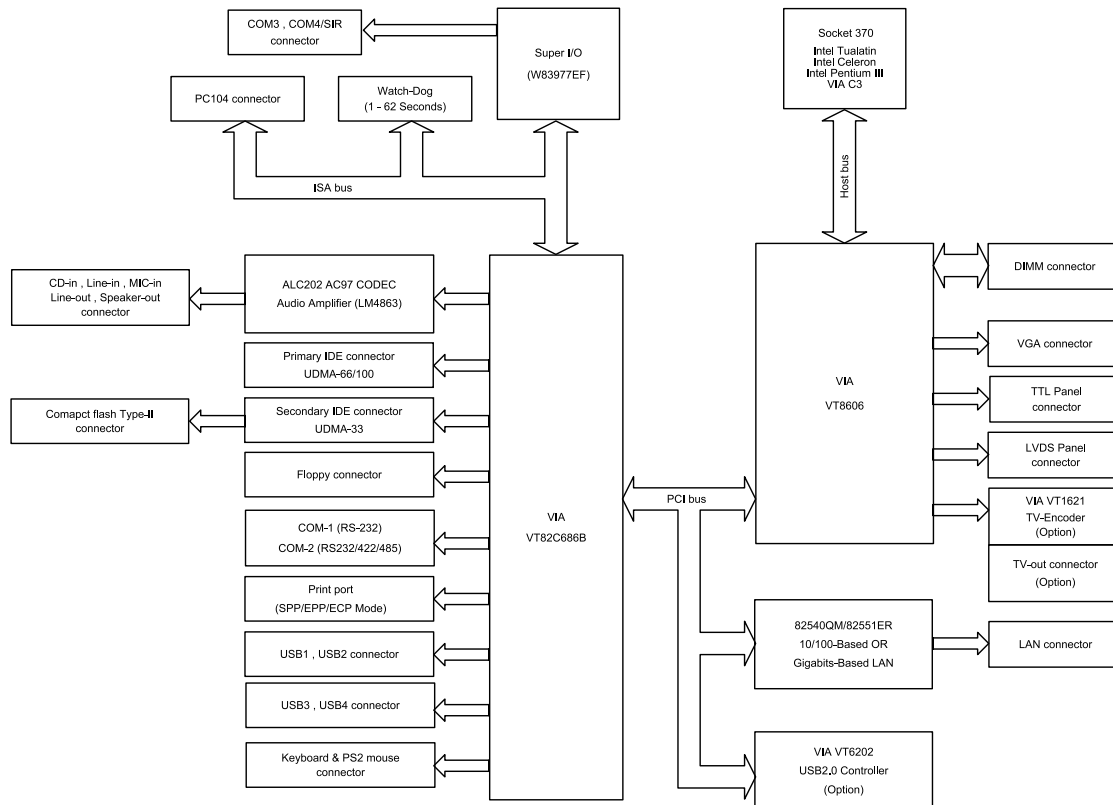 COM3 , COM4/SIR
connector
Super I/O
(W83977EF)
PC104 connector
Watch-Dog
(1 - 62 Seconds)
ISA bus
Socket 370
Intel Tualatin
Intel Celeron
Intel Pentium III
VIA C3
Host bus
CD-in , Line-in , MIC-in
Line-out , Speaker-out
connector
ALC202 AC97 CODEC
Audio Amplifier (LM4863)
Primary IDE connector
UDMA-66/100
Comapct flash Type-II
connector
Secondary IDE connector
UDMA-33
Floppy connector
COM-1 (RS-232)
COM-2 (RS232/422/485)
Print port
(SPP/EPP/ECP Mode)
USB1 , USB2 connector
USB3 , USB4 connector
Keyboard & PS2 mouse
connector
VIA
VT82C686B
PCI bus
VIA
VT8606
DIMM connector
VGA connector
TTL Panel
connector
LVDS Panel
connector
VIA VT1621
TV-Encoder
(Option)
TV-out connector
(Option)
82540QM/82551ER
10/100-Based OR
Gigabits-Based LAN
LAN connector
VIA VT6202
USB2.0 Controller
(Option)